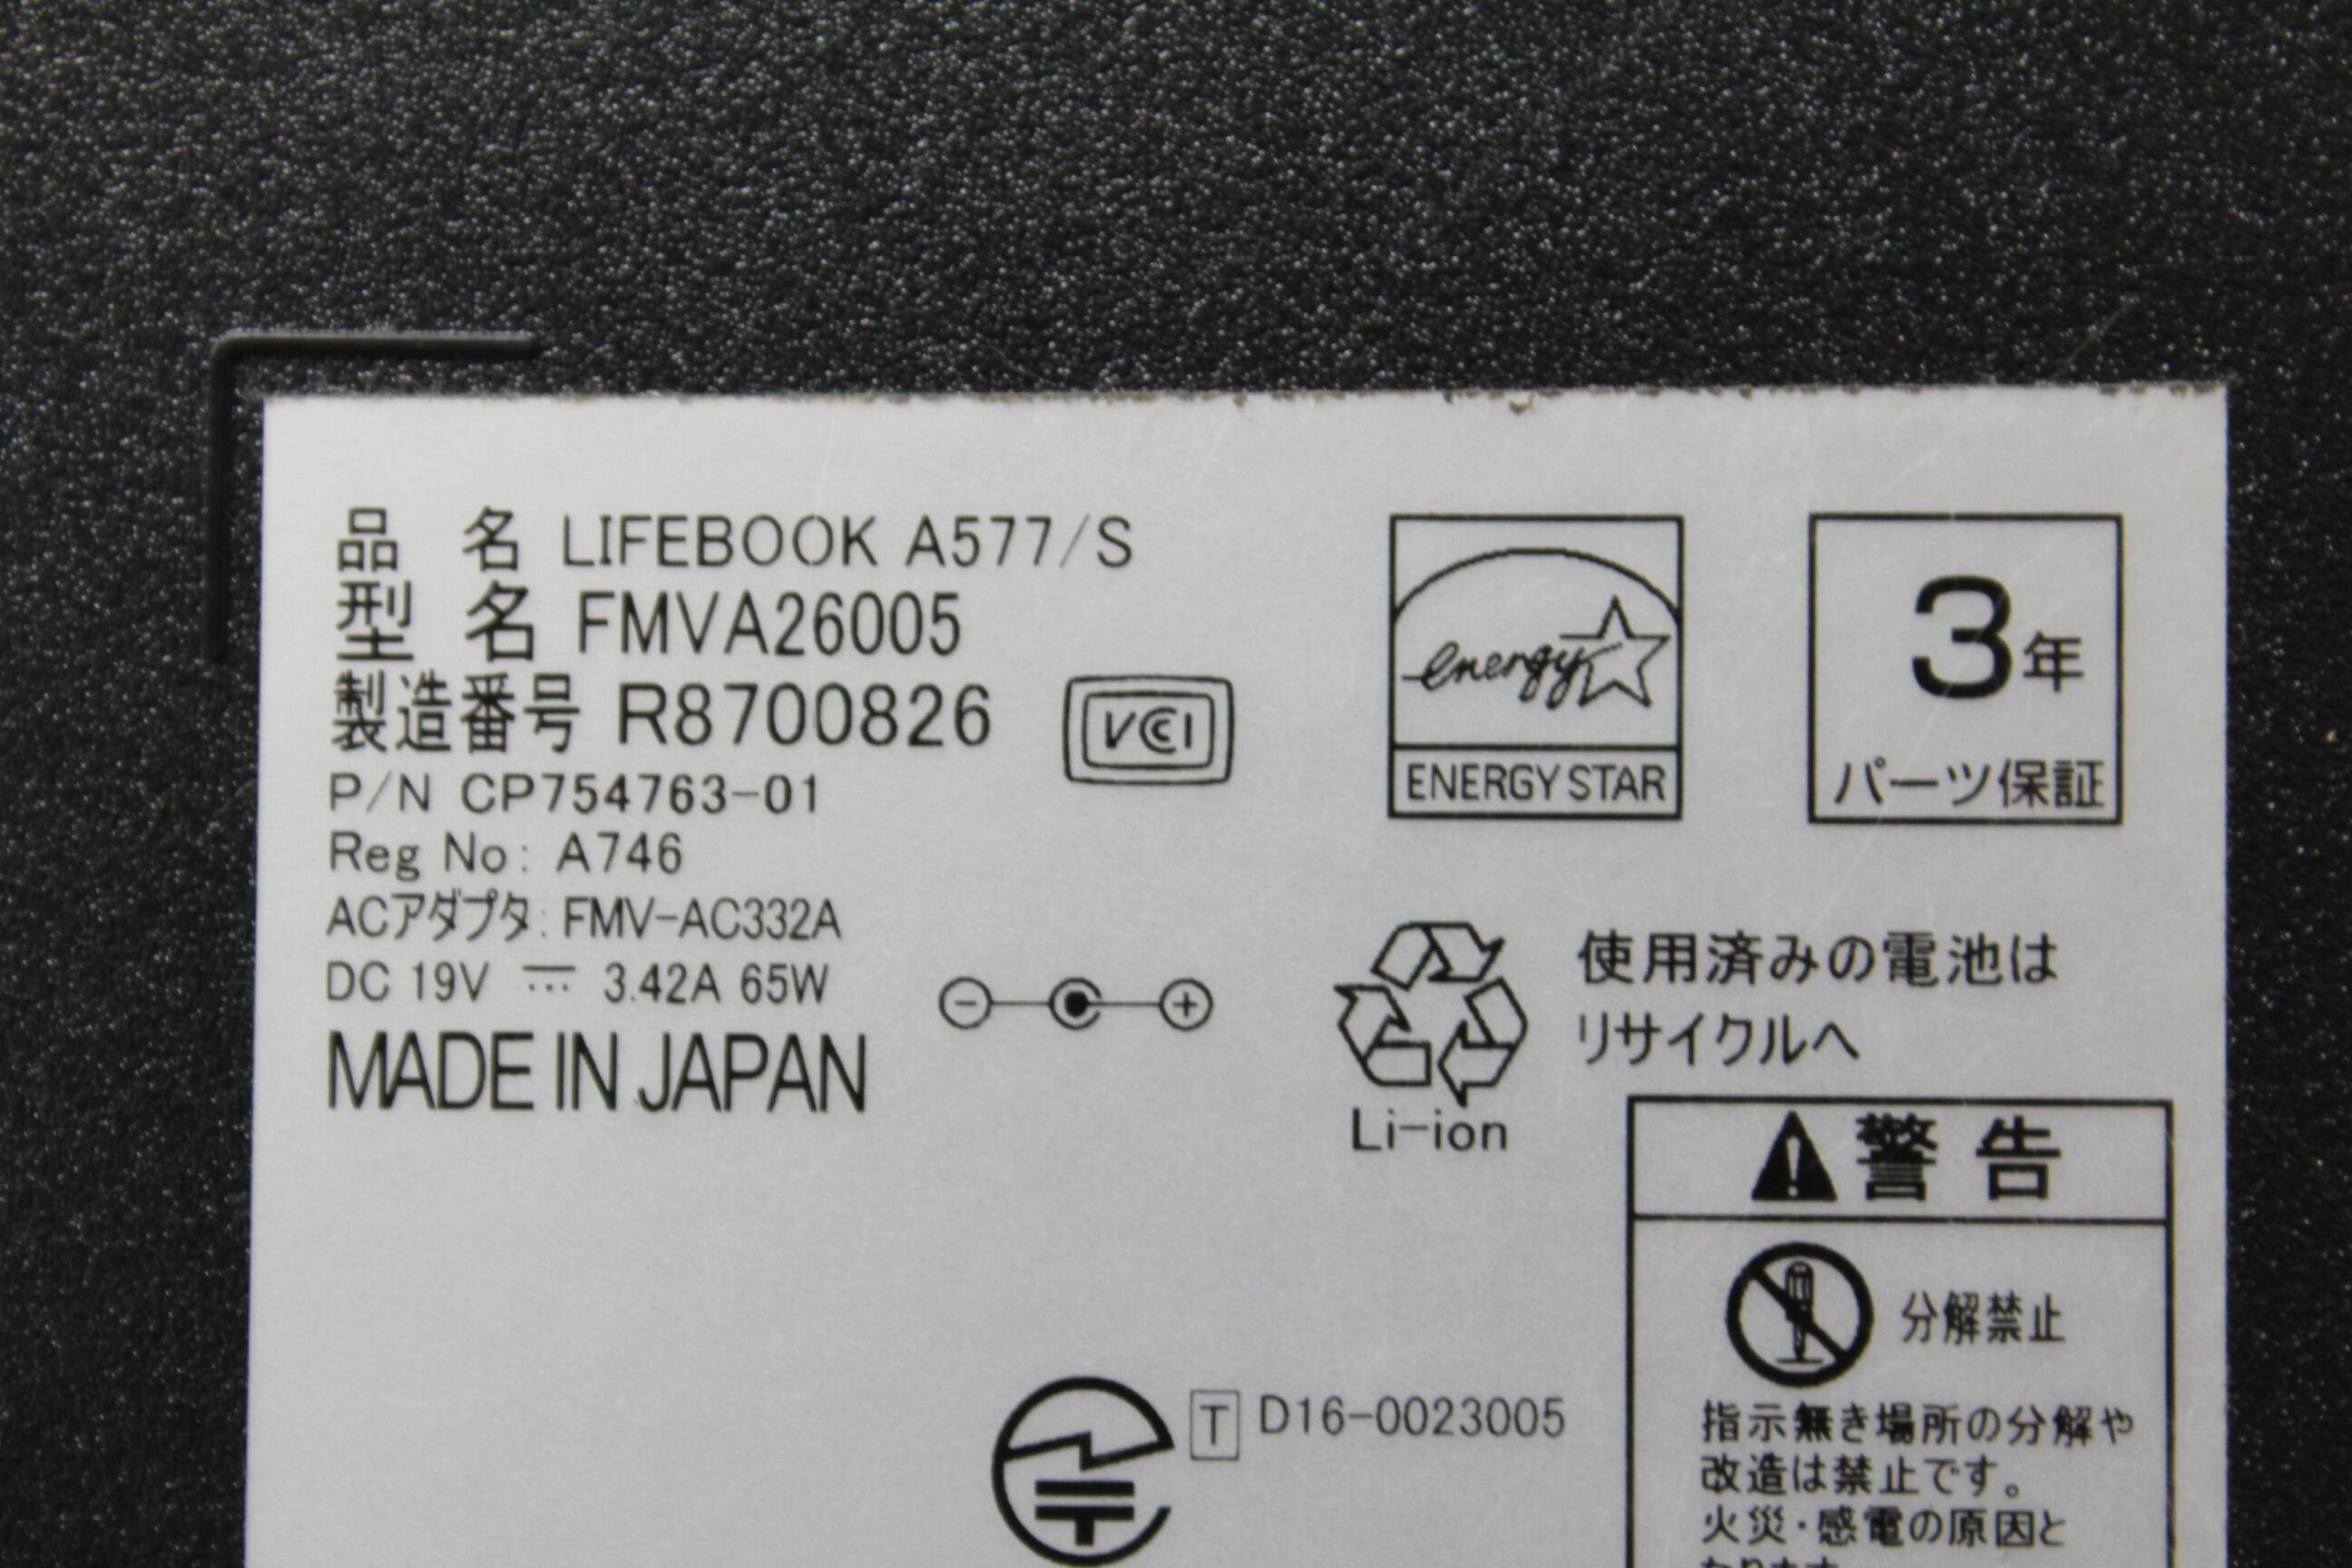 品 名 LIFEBOOK A577/S
型 名 FMVA26005
製造番号 R8700826
P/N CP754763-01
Reg No: A746
ACアダプタ: FMV-AC332A
DC 19V ⎓ 3.42A 65W
MADE IN JAPAN
VCCI
energy
ENERGY STAR
3年
パーツ保証
使用済みの電池は
リサイクルへ
Li-ion
警告
分解禁止
指示無き場所の分解や
改造は禁止です。
火災・感電の原因と
T D16-0023005